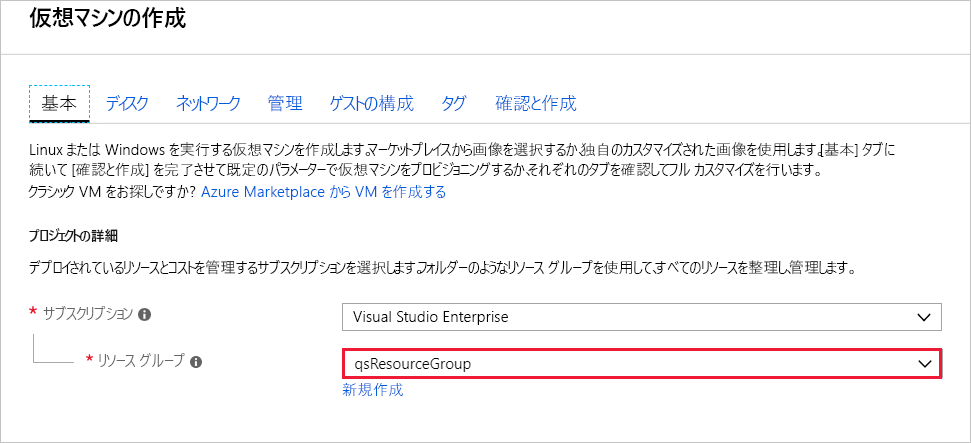 仮想マシンの作成
基本 ディスク ネットワーク 管理 ゲストの構成 タグ 確認と作成
Linux または Windows を実行する仮想マシンを作成します。マーケットプレイスから画像を選択するか、独自のカスタマイズされた画像を使用します。[基本] タブに
続いて [確認と作成] を完了させて既定のパラメーターで仮想マシンをプロビジョニングするか、それぞれのタブを確認してフル カスタマイズを行います。
クラシック VM をお探しですか? Azure Marketplace から VM を作成する
プロジェクトの詳細
デプロイされているリソースとコストを管理するサブスクリプションを選択します。フォルダーのようなリソース グループを使用して、すべてのリソースを整理し、管理します。
* サブスクリプション
Visual Studio Enterprise
* リソース グループ
qsResourceGroup
新規作成